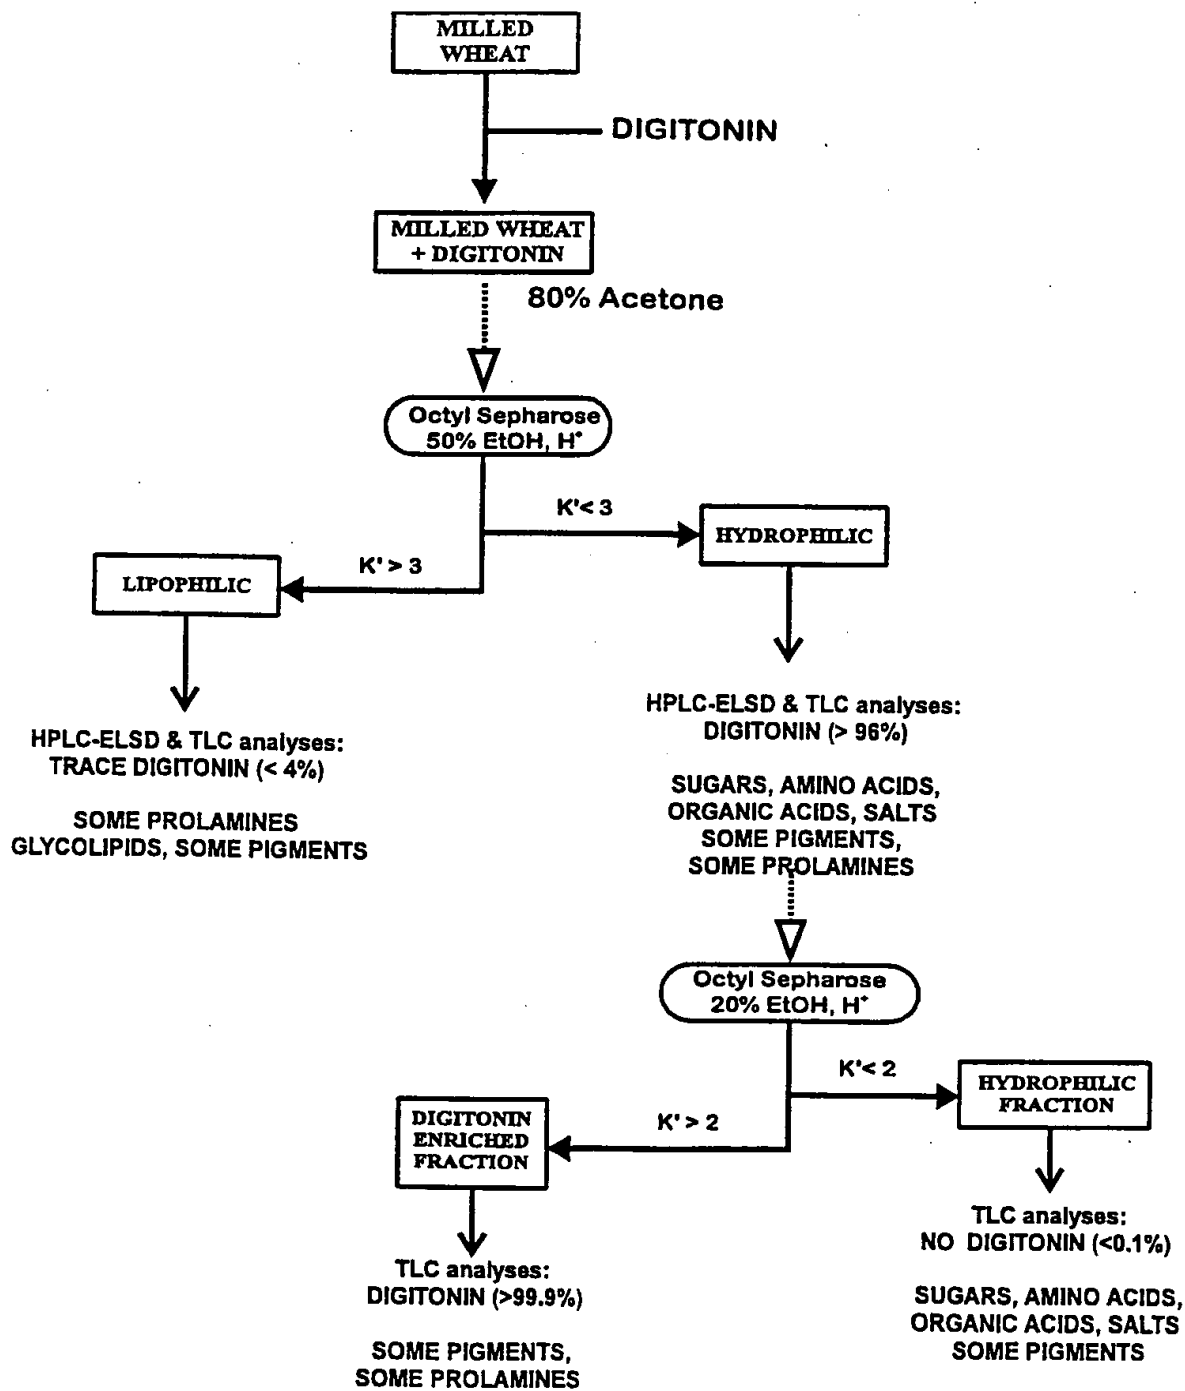 MILLED
WHEAT
DIGITONIN
MILLED WHEAT
+ DIGITONIN
80% Acetone
Octyl Sepharose
50% EtOH, H⁺
K'< 3
HYDROPHILIC
K' > 3
LIPOPHILIC
HPLC-ELSD & TLC analyses:
DIGITONIN (> 96%)
SUGARS, AMINO ACIDS,
ORGANIC ACIDS, SALTS
SOME PIGMENTS,
SOME PROLAMINES
HPLC-ELSD & TLC analyses:
TRACE DIGITONIN (< 4%)
SOME PROLAMINES
GLYCOLIPIDS, SOME PIGMENTS
Octyl Sepharose
20% EtOH, H⁺
K'< 2
HYDROPHILIC
FRACTION
K' > 2
DIGITONIN
ENRICHED
FRACTION
TLC analyses:
NO DIGITONIN (<0.1%)
SUGARS, AMINO ACIDS,
ORGANIC ACIDS, SALTS
SOME PIGMENTS
TLC analyses:
DIGITONIN (>99.9%)
SOME PIGMENTS,
SOME PROLAMINES